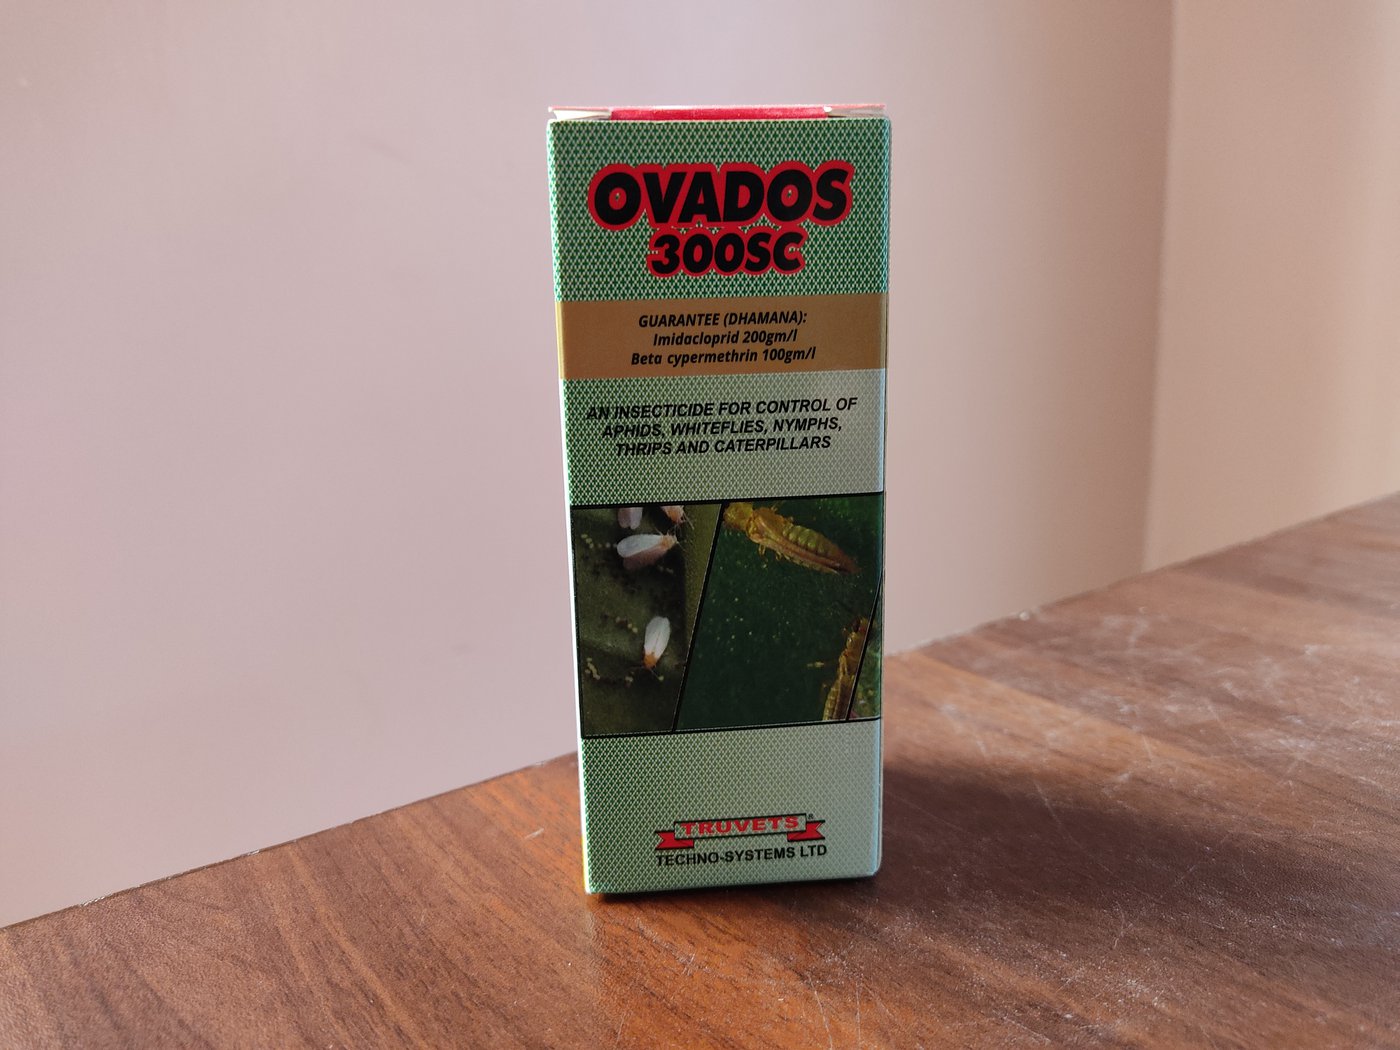 OVADOS
300SC
GUARANTEE (DHAMANA):
Imidacloprid 200gm/l
Beta cypermethrin 100gm/l
AN INSECTICIDE FOR CONTROL OF
APHIDS, WHITEFLIES, NYMPHS,
THRIPS AND CATERPILLARS
TRUVETS®
TECHNO-SYSTEMS LTD